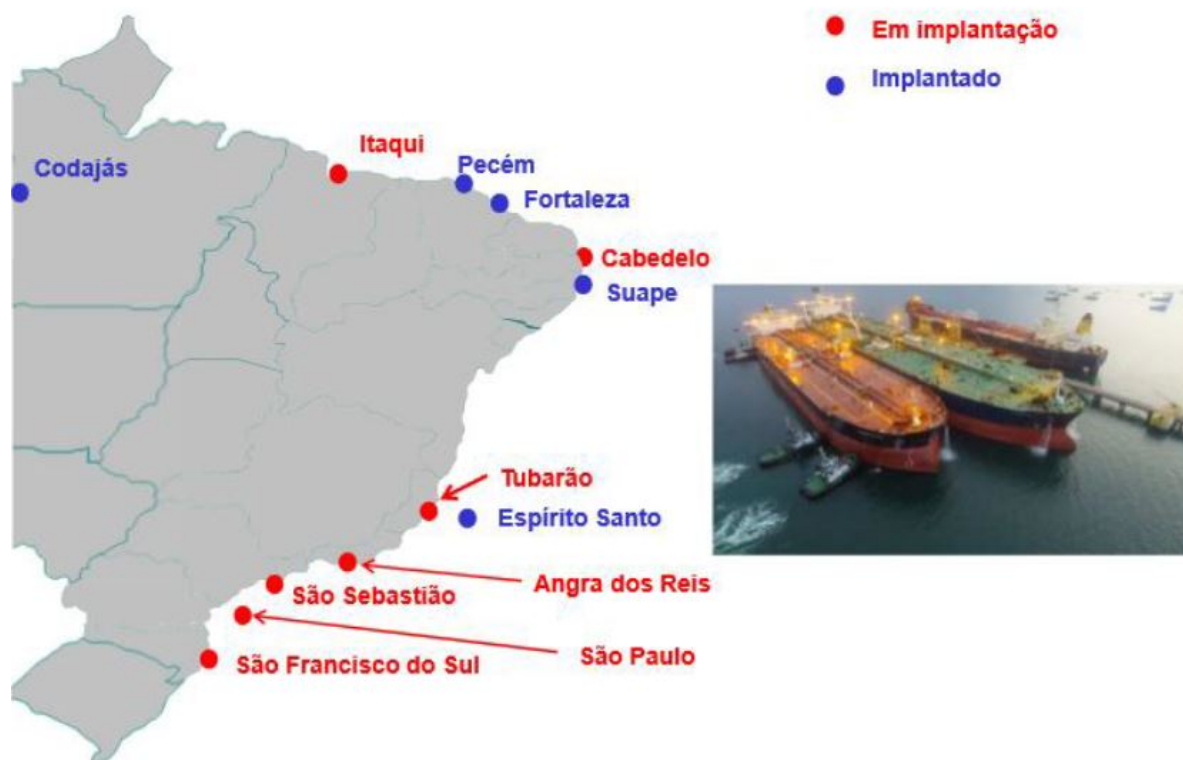 Em implantação
Implantado
Itaqui
Codajás
Pecém
Fortaleza
Cabedelo
Suape
Tubarão
Espírito Santo
Angra dos Reis
São Sebastião
São Paulo
São Francisco do Sul